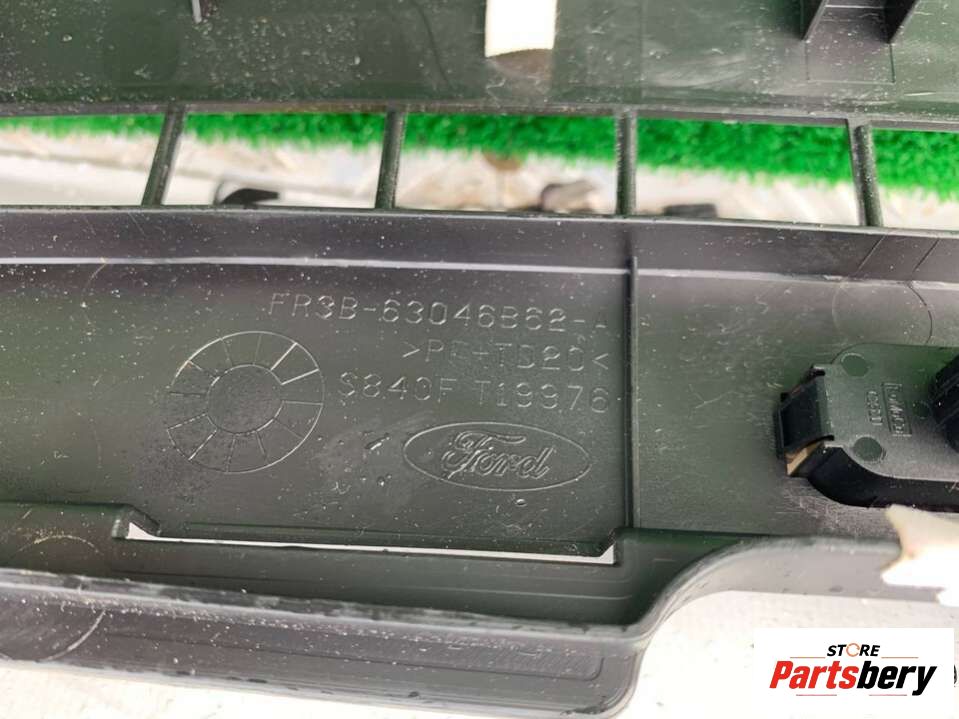 FR3B-63046B62-A
>PP-TD20<
S840F T19976
Ford
STORE
Partsbery